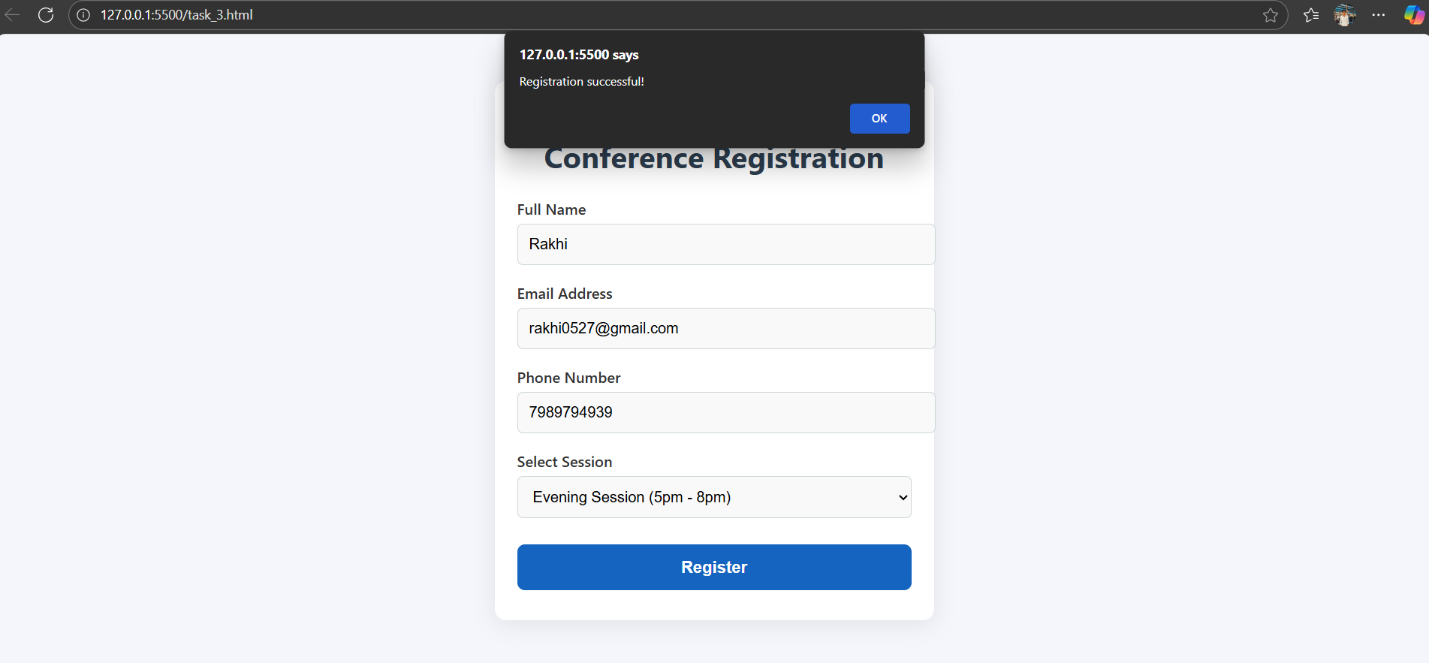 127.0.0.1:5500/task_3.html
127.0.0.1:5500 says
Registration successful!
OK
Conference Registration
Full Name
Rakhi
Email Address
rakhi0527@gmail.com
Phone Number
7989794939
Select Session
Evening Session (5pm - 8pm)
Register